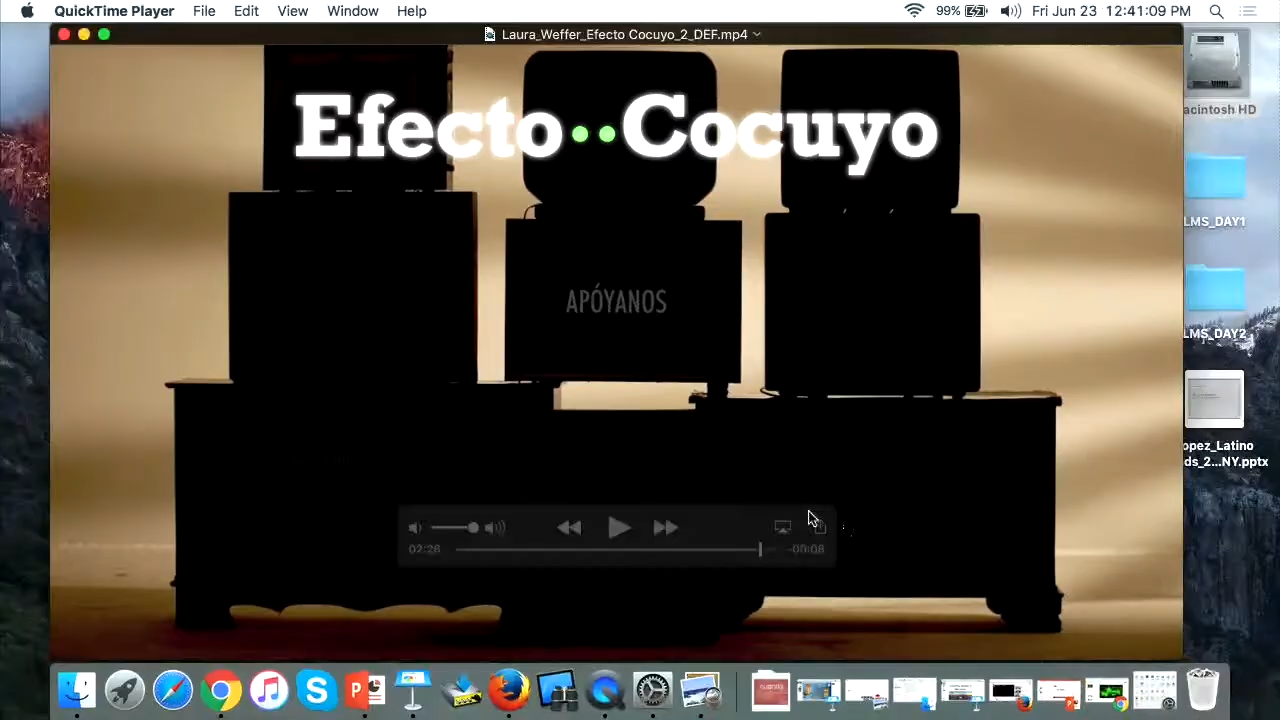 QuickTime Player File Edit View Window Help 99% Fri Jun 23 12:41:09 PM
Laura_Weffer_Efecto Cocuyo_2_DEF.mp4
Efecto Cocuyo
acintosh HD
APÓYANOS
LMS_DAY1
LMS_DAY2
opez_Latino
ds_2...NY.pptx
02:26 -00:08